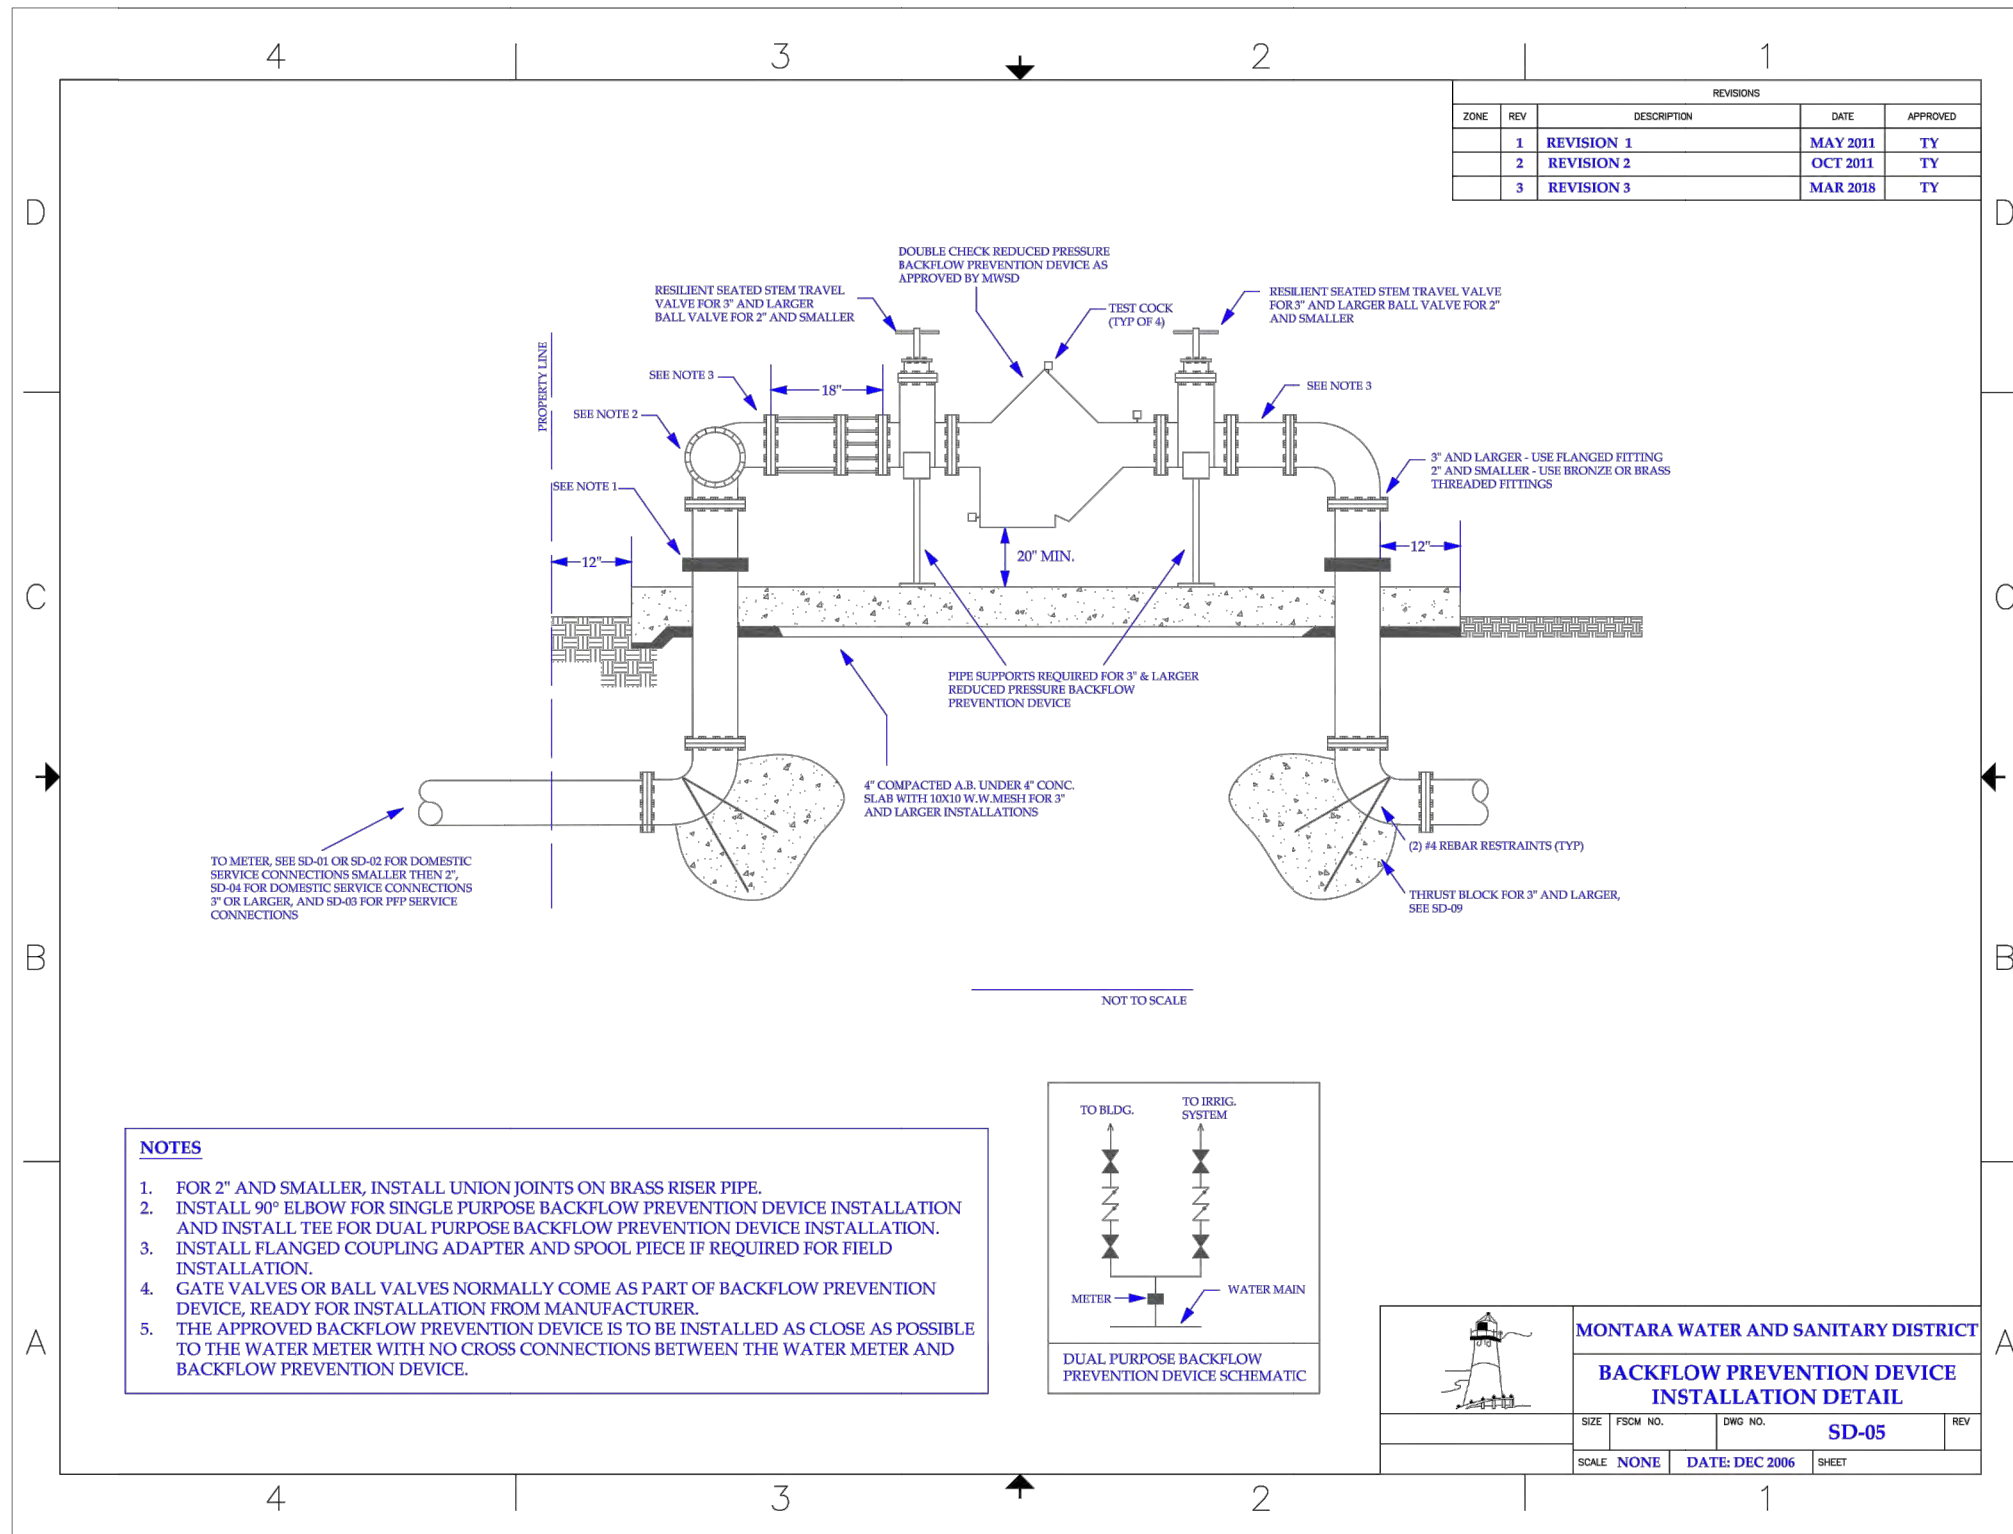 4
3
2
1
REVISIONS
ZONE REV DESCRIPTION DATE APPROVED
1 REVISION 1 MAY 2011 TY
2 REVISION 2 OCT 2011 TY
3 REVISION 3 MAR 2018 TY
D
D
DOUBLE CHECK REDUCED PRESSURE
BACKFLOW PREVENTION DEVICE AS
APPROVED BY MWSD
RESILIENT SEATED STEM TRAVEL
VALVE FOR 3" AND LARGER
BALL VALVE FOR 2" AND SMALLER
TEST COCK
(TYP OF 4)
RESILIENT SEATED STEM TRAVEL VALVE
FOR 3" AND LARGER BALL VALVE FOR 2"
AND SMALLER
PROPERTY LINE
SEE NOTE 3
18"
SEE NOTE 3
SEE NOTE 2
3" AND LARGER - USE FLANGED FITTING
2" AND SMALLER - USE BRONZE OR BRASS
THREADED FITTINGS
SEE NOTE 1
12"
20" MIN.
12"
C
C
PIPE SUPPORTS REQUIRED FOR 3" & LARGER
REDUCED PRESSURE BACKFLOW
PREVENTION DEVICE
4" COMPACTED A.B. UNDER 4" CONC.
SLAB WITH 10X10 W.W.MESH FOR 3"
AND LARGER INSTALLATIONS
TO METER, SEE SD-01 OR SD-02 FOR DOMESTIC
SERVICE CONNECTIONS SMALLER THEN 2",
SD-04 FOR DOMESTIC SERVICE CONNECTIONS
3" OR LARGER, AND SD-03 FOR PFP SERVICE
CONNECTIONS
(2) #4 REBAR RESTRAINTS (TYP)
THRUST BLOCK FOR 3" AND LARGER,
SEE SD-09
B
B
NOT TO SCALE
NOTES
1. FOR 2" AND SMALLER, INSTALL UNION JOINTS ON BRASS RISER PIPE.
2. INSTALL 90° ELBOW FOR SINGLE PURPOSE BACKFLOW PREVENTION DEVICE INSTALLATION
AND INSTALL TEE FOR DUAL PURPOSE BACKFLOW PREVENTION DEVICE INSTALLATION.
3. INSTALL FLANGED COUPLING ADAPTER AND SPOOL PIECE IF REQUIRED FOR FIELD
INSTALLATION.
4. GATE VALVES OR BALL VALVES NORMALLY COME AS PART OF BACKFLOW PREVENTION
DEVICE, READY FOR INSTALLATION FROM MANUFACTURER.
5. THE APPROVED BACKFLOW PREVENTION DEVICE IS TO BE INSTALLED AS CLOSE AS POSSIBLE
TO THE WATER METER WITH NO CROSS CONNECTIONS BETWEEN THE WATER METER AND
BACKFLOW PREVENTION DEVICE.
TO BLDG.
TO IRRIG.
SYSTEM
METER
WATER MAIN
DUAL PURPOSE BACKFLOW
PREVENTION DEVICE SCHEMATIC
A
A
MONTARA WATER AND SANITARY DISTRICT
BACKFLOW PREVENTION DEVICE
INSTALLATION DETAIL
SIZE FSCM NO. DWG NO. SD-05 REV
SCALE NONE DATE: DEC 2006 SHEET
4
3
2
1